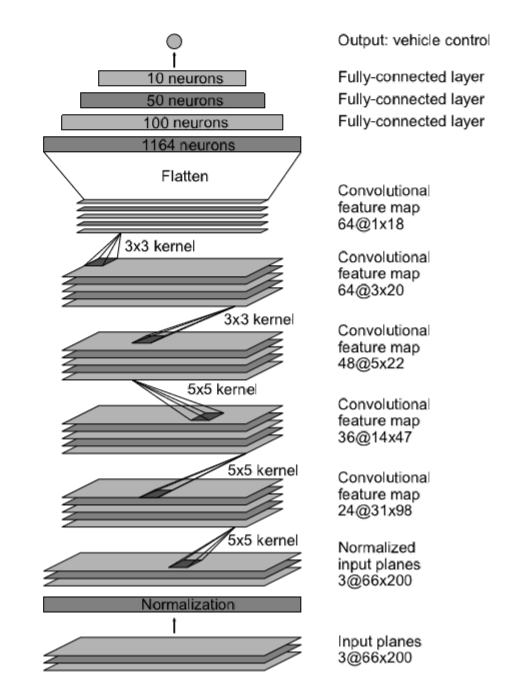 Output: vehicle control
10 neurons
Fully-connected layer
50 neurons
Fully-connected layer
100 neurons
Fully-connected layer
1164 neurons
Flatten
Convolutional
feature map
64@1x18
3x3 kernel
Convolutional
feature map
64@3x20
3x3 kernel
Convolutional
feature map
48@5x22
5x5 kernel
Convolutional
feature map
36@14x47
5x5 kernel
Convolutional
feature map
24@31x98
5x5 kernel
Normalized
input planes
3@66x200
Normalization
Input planes
3@66x200